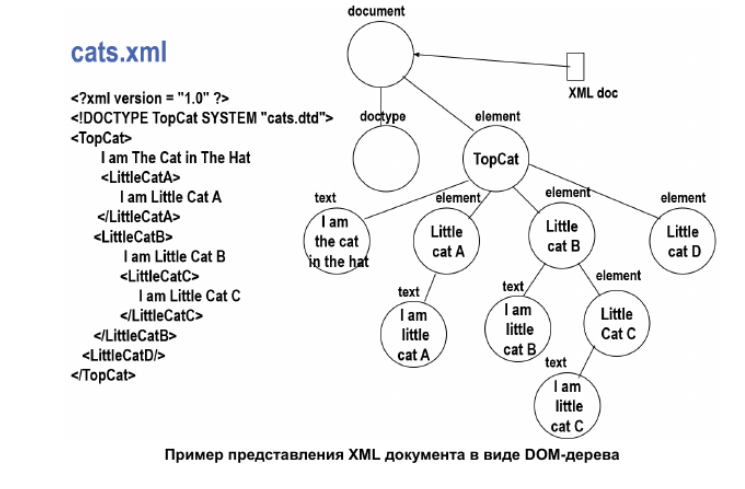 document
cats.xml
XML doc
<?xml version = "1.0" ?>
<!DOCTYPE TopCat SYSTEM "cats.dtd">
<TopCat>
I am The Cat in The Hat
<LittleCatA>
I am Little Cat A
</LittleCatA>
<LittleCatB>
I am Little Cat B
<LittleCatC>
I am Little Cat C
</LittleCatC>
</LittleCatB>
<LittleCatD/>
</TopCat>
doctype
element
TopCat
text
element
element
element
I am
the cat
in the hat
Little
cat A
Little
cat B
Little
cat D
text
text
element
I am
little
cat A
I am
little
cat B
Little
Cat C
text
I am
little
cat C
Пример представления XML документа в виде DOM-дерева